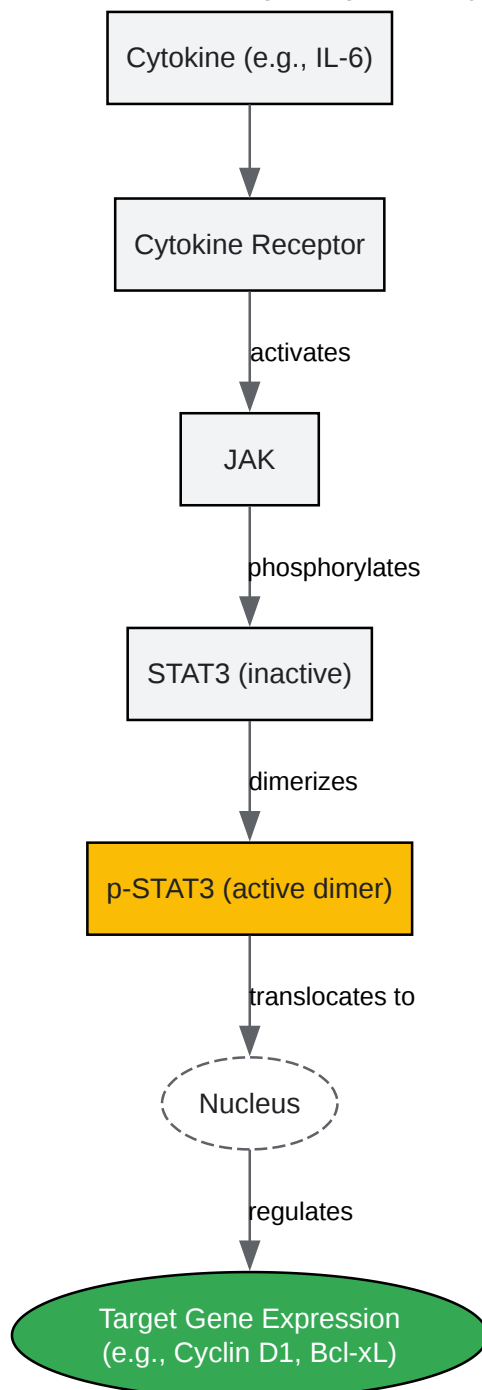 Cytokine (e.g., IL-6)
Cytokine Receptor
activates
JAK
phosphorylates
STAT3 (inactive)
dimerizes
p-STAT3 (active dimer)
translocates to
Nucleus
regulates
Target Gene Expression
(e.g., Cyclin D1, Bcl-xL)